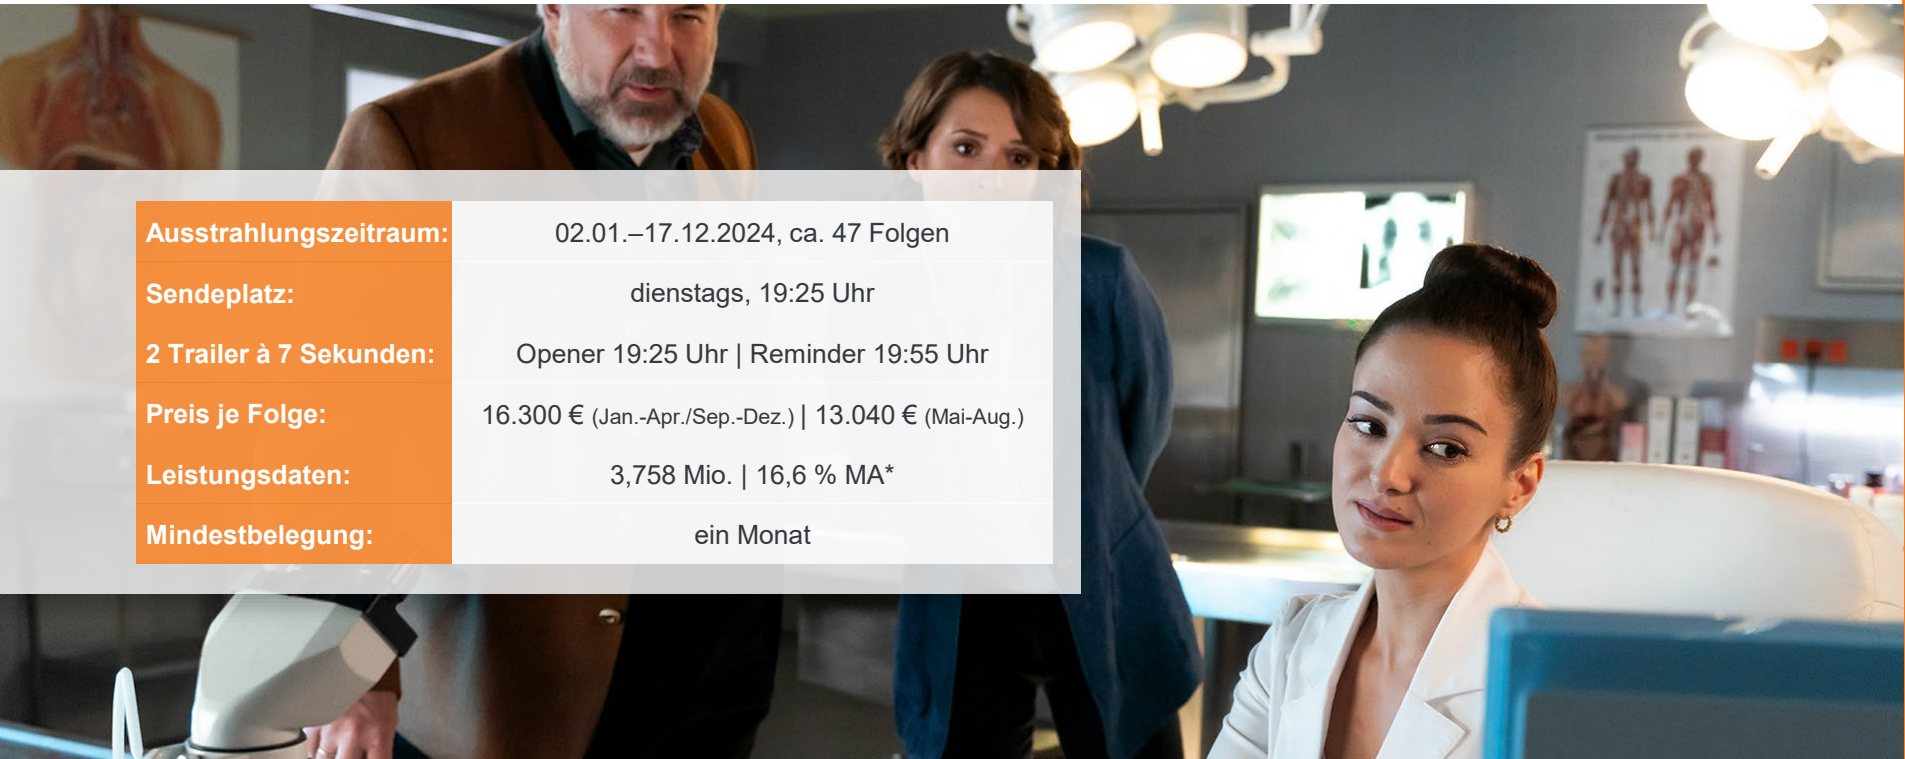 Ausstrahlungszeitraum: 02.01.–17.12.2024, ca. 47 Folgen
Sendeplatz: dienstags, 19:25 Uhr
2 Trailer à 7 Sekunden: Opener 19:25 Uhr | Reminder 19:55 Uhr
Preis je Folge: 16.300 € (Jan.-Apr./Sep.-Dez.) | 13.040 € (Mai-Aug.)
Leistungsdaten: 3,758 Mio. | 16,6 % MA*
Mindestbelegung: ein Monat